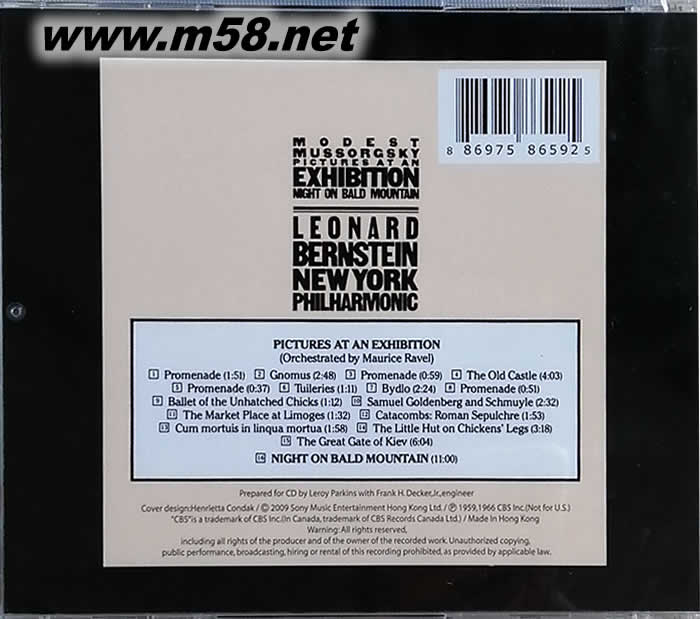 www.m58.net
8 86975 86592 5
MODEST
MUSSORGSKY
PICTURES AT AN
EXHIBITION
NIGHT ON BALD MOUNTAIN
LEONARD
BERNSTEIN
NEW YORK
PHILHARMONIC
PICTURES AT AN EXHIBITION
(Orchestrated by Maurice Ravel)
1 Promenade (1:51) 2 Gnomus (2:48) 3 Promenade (0:59) 4 The Old Castle (4:03)
5 Promenade (0:37) 6 Tuileries (1:11) 7 Bydlo (2:24) 8 Promenade (0:51)
9 Ballet of the Unhatched Chicks (1:12) 10 Samuel Goldenberg and Schmuyle (2:32)
11 The Market Place at Limoges (1:32) 12 Catacombs: Roman Sepulchre (1:53)
13 Cum mortuis in linqua mortua (1:58) 14 The Little Hut on Chickens' Legs (3:18)
15 The Great Gate of Kiev (6:04)
16 NIGHT ON BALD MOUNTAIN (11:00)
Prepared for CD by Leroy Parkins with Frank H. Decker,Jr.,engineer
Cover design:Henrietta Condak / © 2009 Sony Music Entertainment Hong Kong Ltd. / ℗ 1959,1966 CBS Inc.(Not for U.S.)
"CBS"is a trademark of CBS Inc.(In Canada, trademark of CBS Records Canada Ltd.) / Made In Hong Kong
Warning: All rights reserved,
including all rights of the producer and of the owner of the recorded work. Unauthorized copying,
public performance, broadcasting, hiring or rental of this recording prohibited, as provided by applicable law.